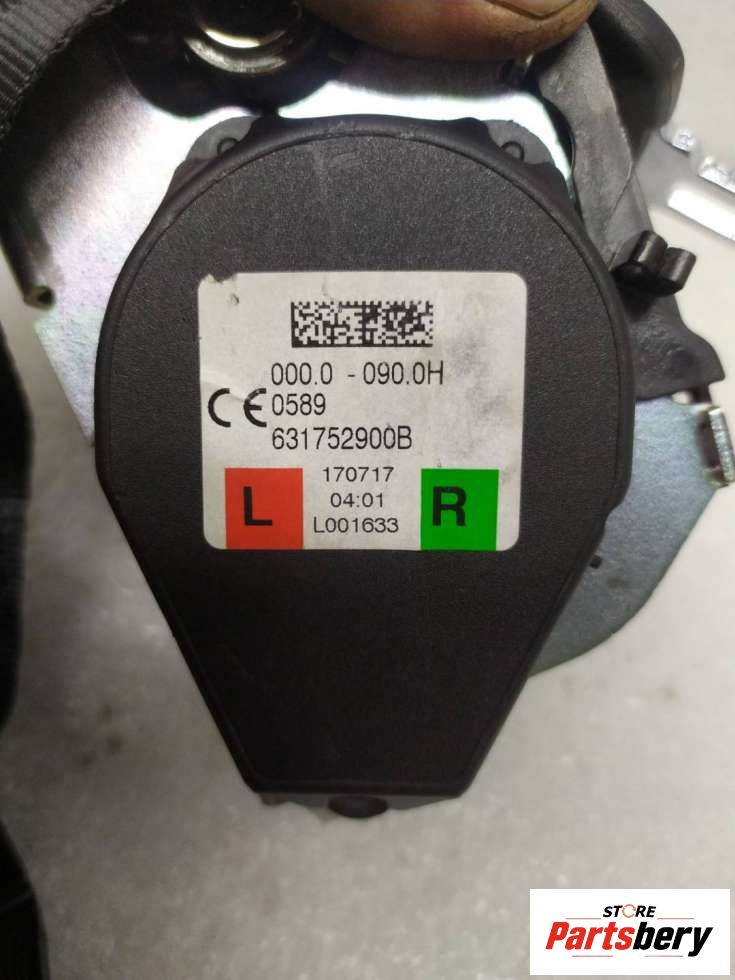 000.0 - 090.0H
CE 0589
631752900B
L
170717
04:01
L001633
R
STORE
Partsbery